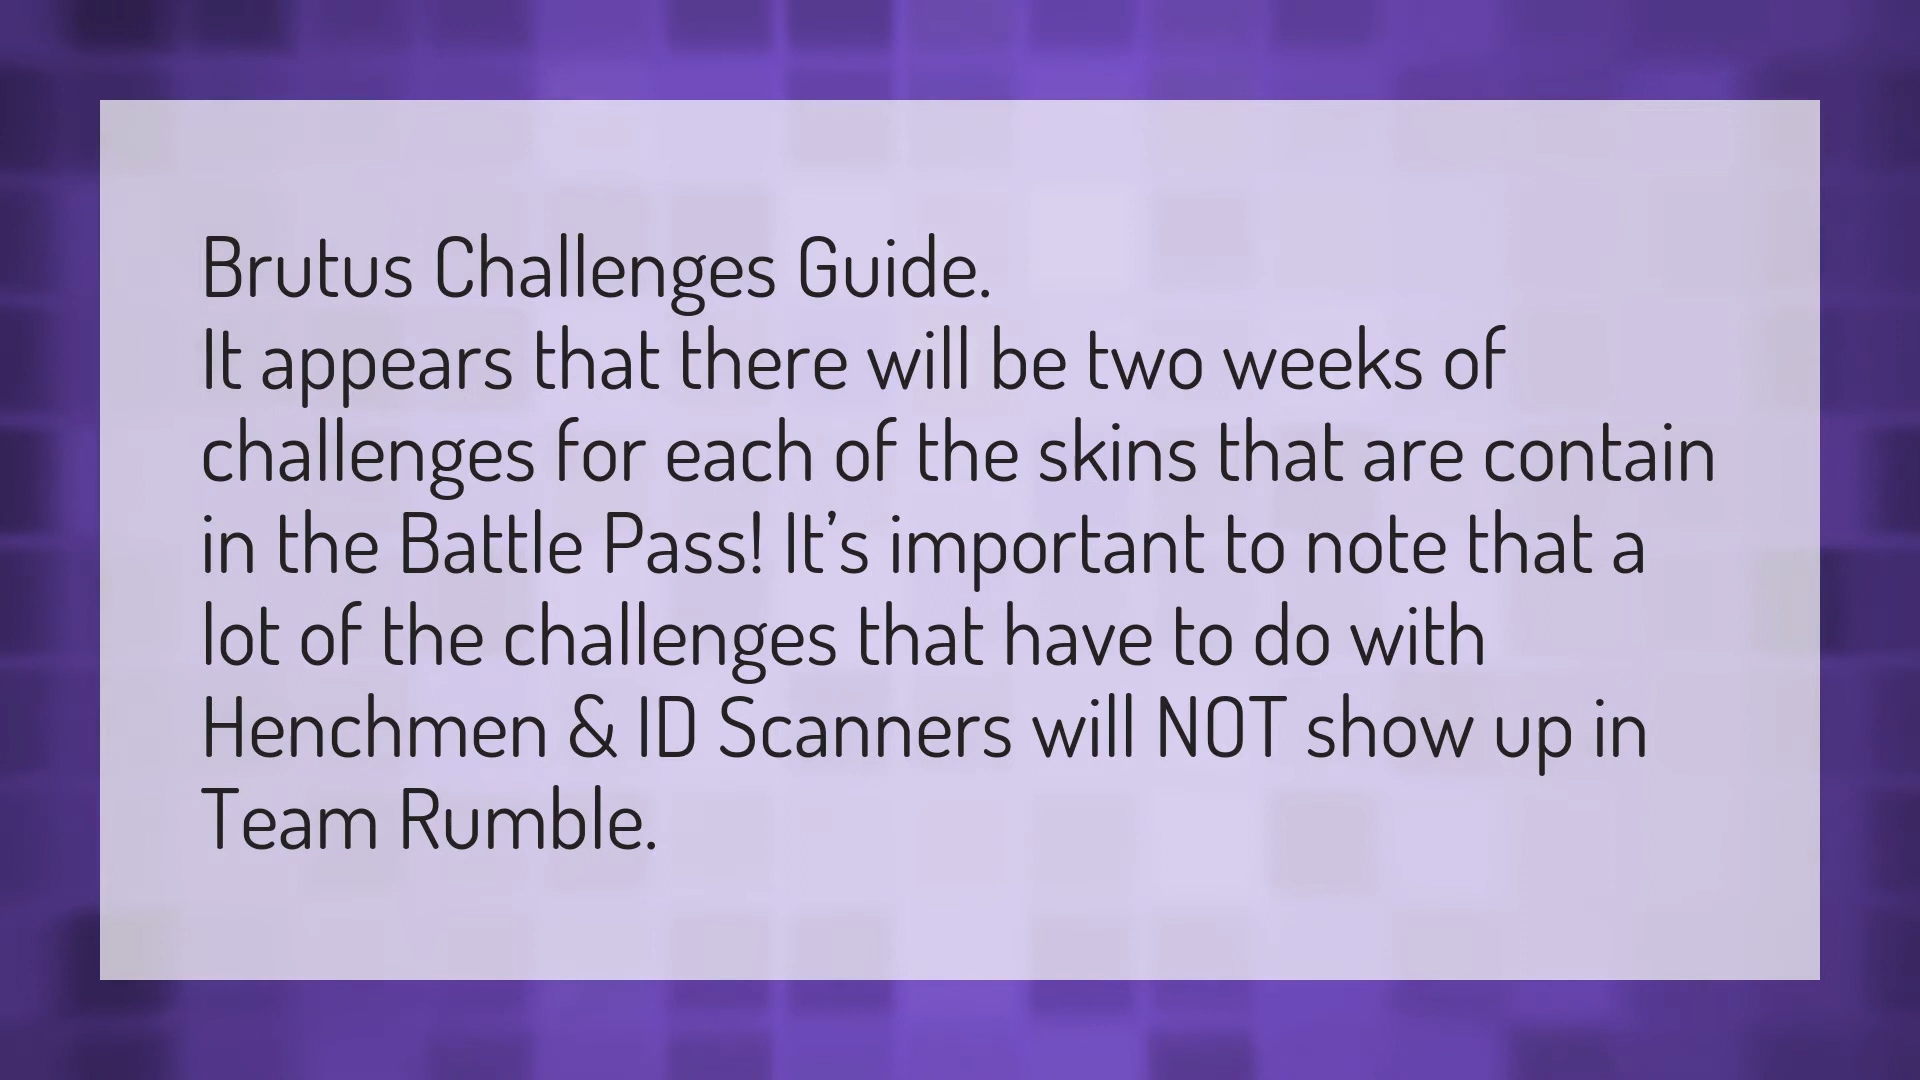 Brutus Challenges Guide.
It appears that there will be two weeks of
challenges for each of the skins that are contain
in the Battle Pass! It’s important to note that a
lot of the challenges that have to do with
Henchmen & ID Scanners will NOT show up in
Team Rumble.